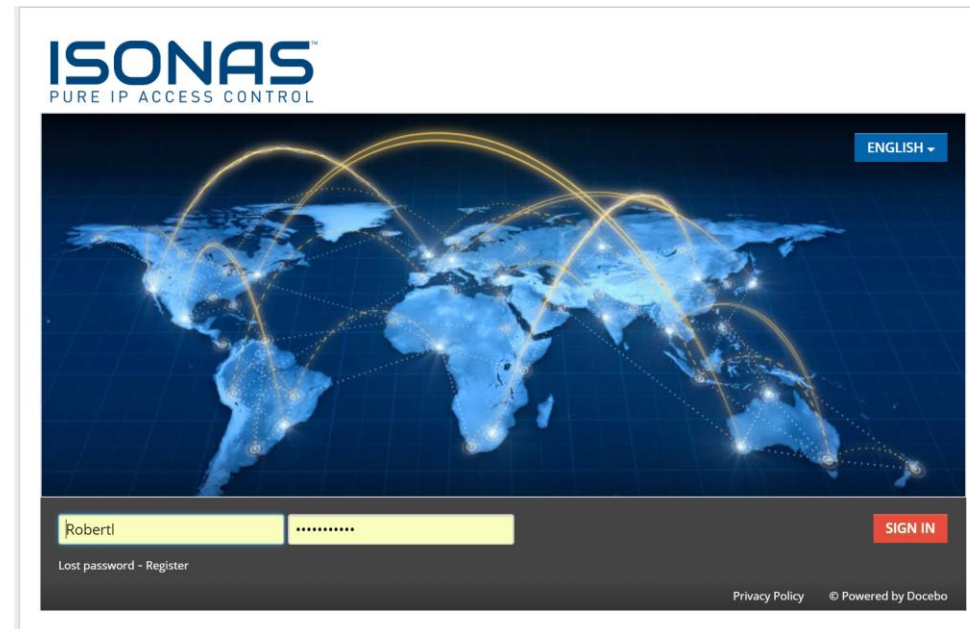 ISONAS™
PURE IP ACCESS CONTROL
ENGLISH
Robertl
•••••••••••
SIGN IN
Lost password - Register
Privacy Policy © Powered by Docebo